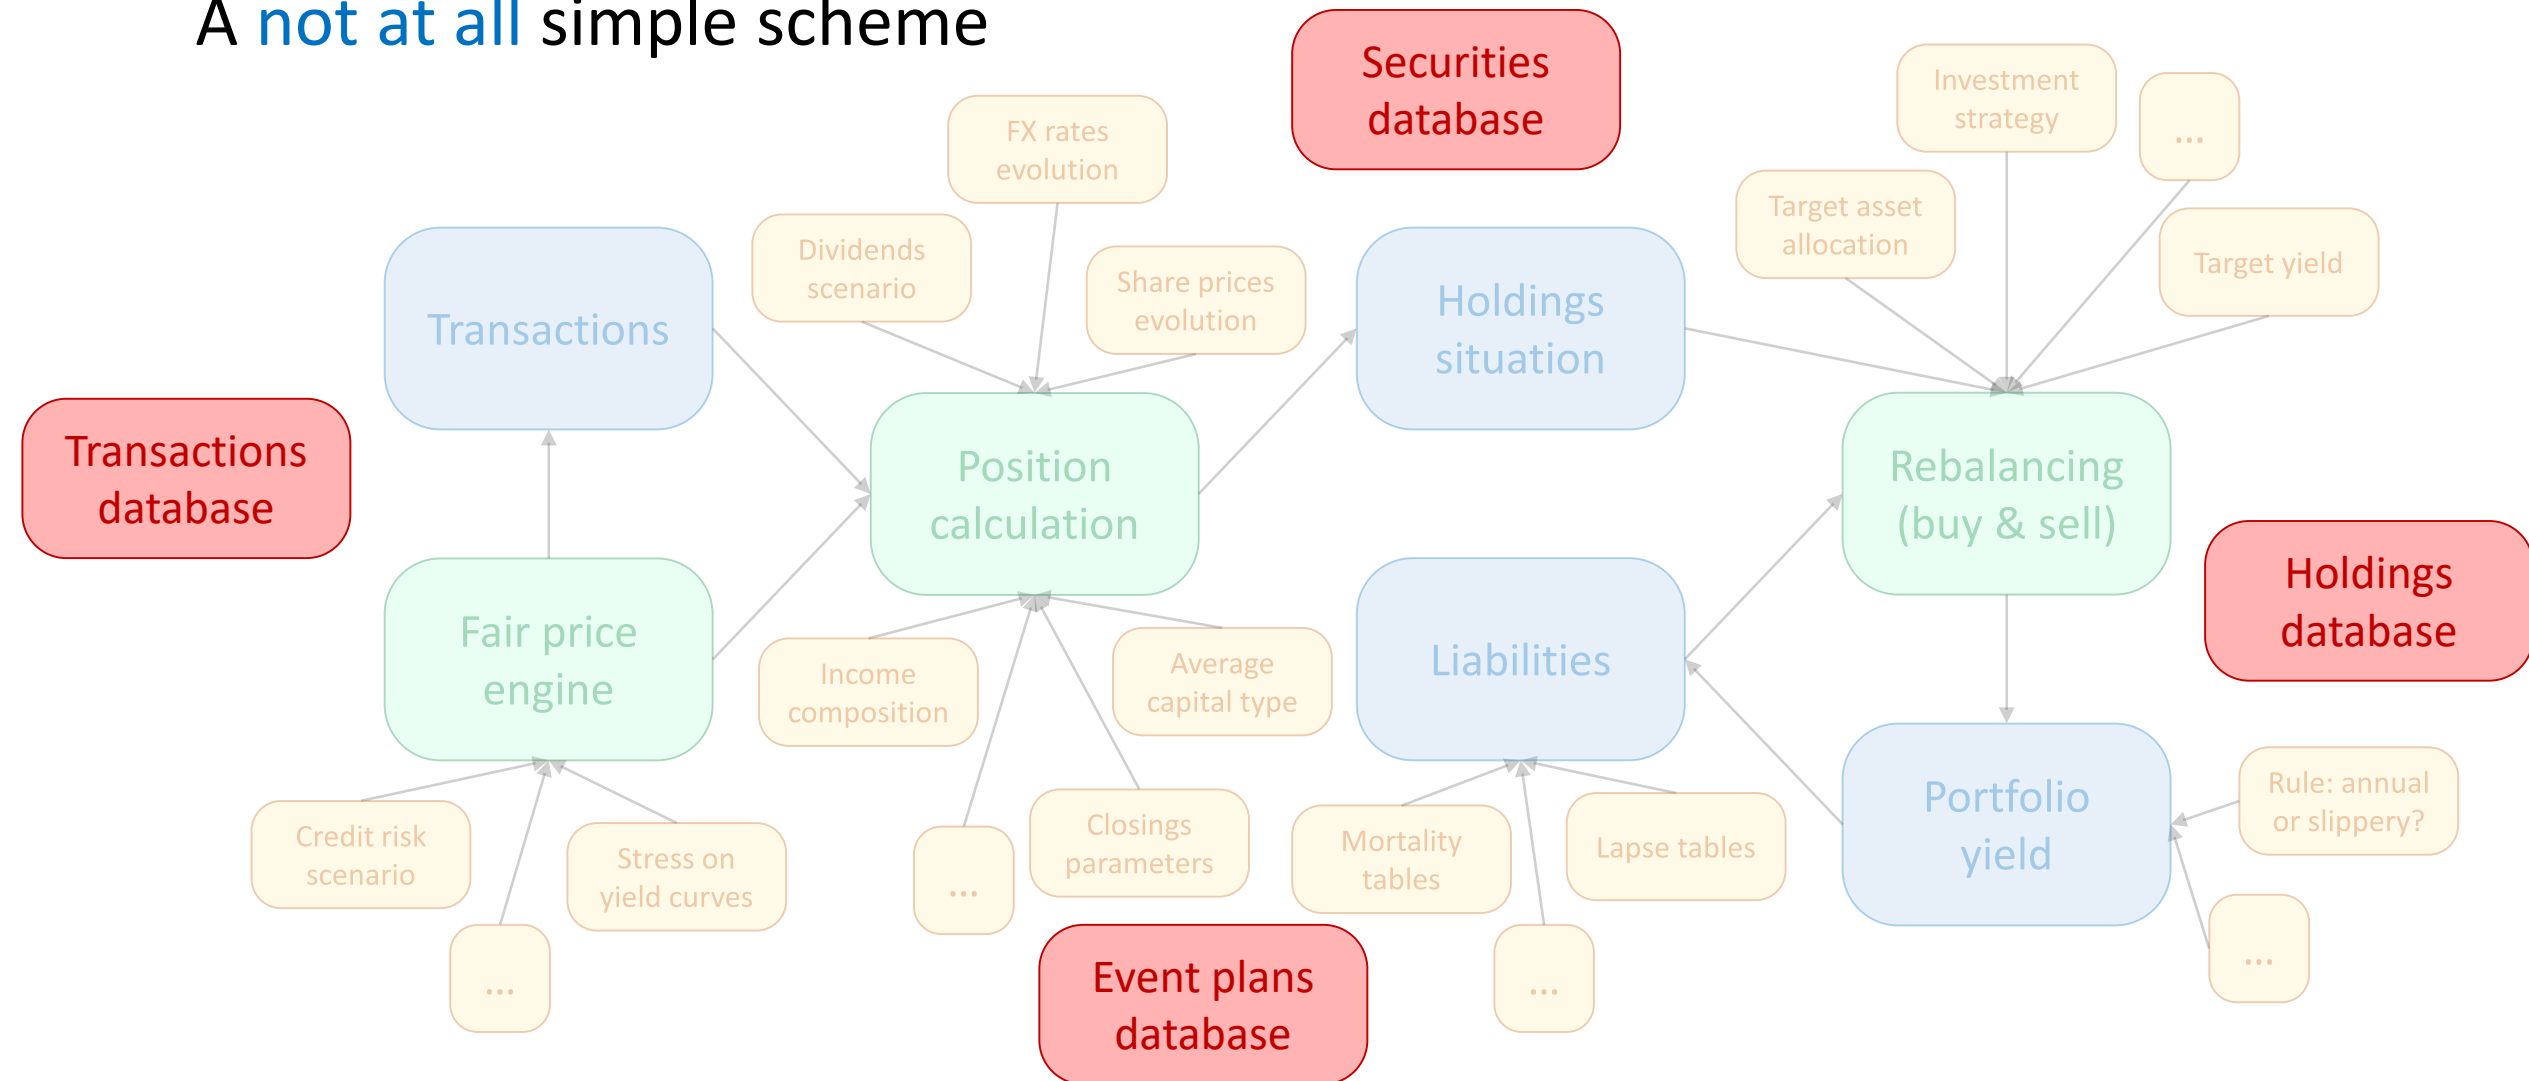 A not at all simple scheme
Securities
database
Investment
strategy
...
FX rates
evolution
Target asset
allocation
Target yield
Dividends
scenario
Share prices
evolution
Transactions
Holdings
situation
Transactions
database
Position
calculation
Rebalancing
(buy & sell)
Holdings
database
Fair price
engine
Income
composition
Average
capital type
Liabilities
Portfolio
yield
Rule: annual
or slippery?
Credit risk
scenario
Stress on
yield curves
...
Closings
parameters
Mortality
tables
Lapse tables
...
Event plans
database
...
...